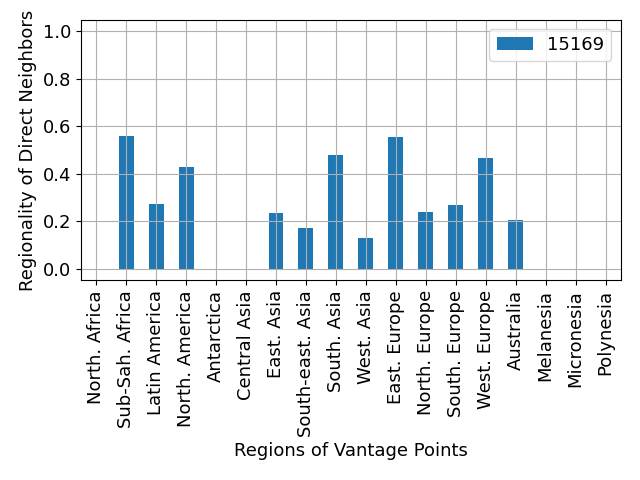 Regionality of Direct Neighbors
1.0
0.8
0.6
0.4
0.2
0.0
15169
North. Africa
Sub-Sah. Africa
Latin America
North. America
Antarctica
Central Asia
East. Asia
South-east. Asia
South. Asia
West. Asia
East. Europe
North. Europe
South. Europe
West. Europe
Australia
Melanesia
Micronesia
Polynesia
Regions of Vantage Points